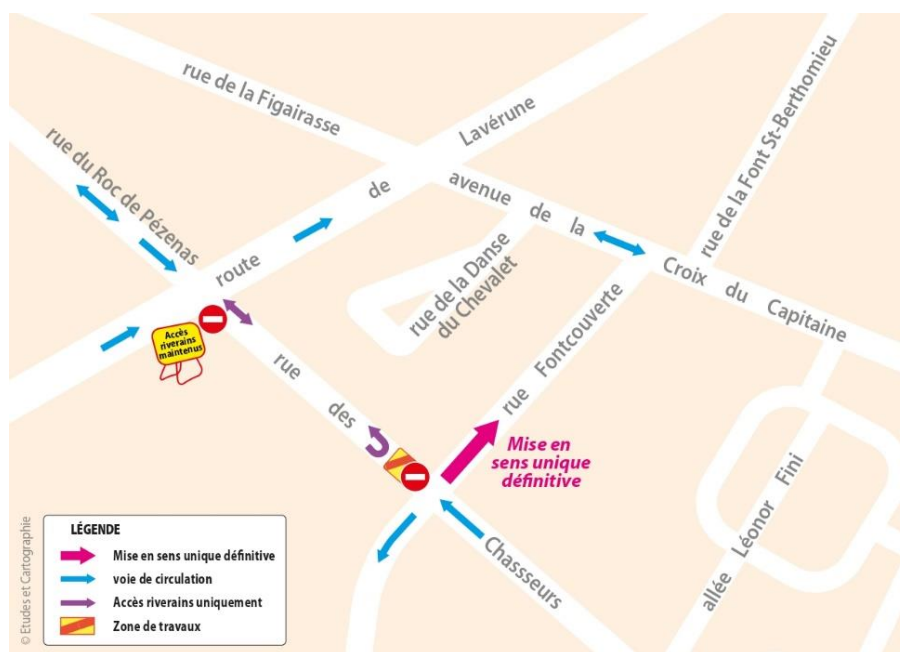 rue de la Figairasse
Lavérune
de
route
rue du Roc de Pézenas
rue de la Font St-Berthomieu
avenue de la
Croix du Capitaine
rue de la Danse
du Chevalet
rue Fontcouverte
Accès
riverains
maintenus
rue des
Chassseurs
Mise en
sens unique
définitive
allée Léonor Fini
LÉGENDE
Mise en sens unique définitive
voie de circulation
Accès riverains uniquement
Zone de travaux
© Etudes et Cartographie